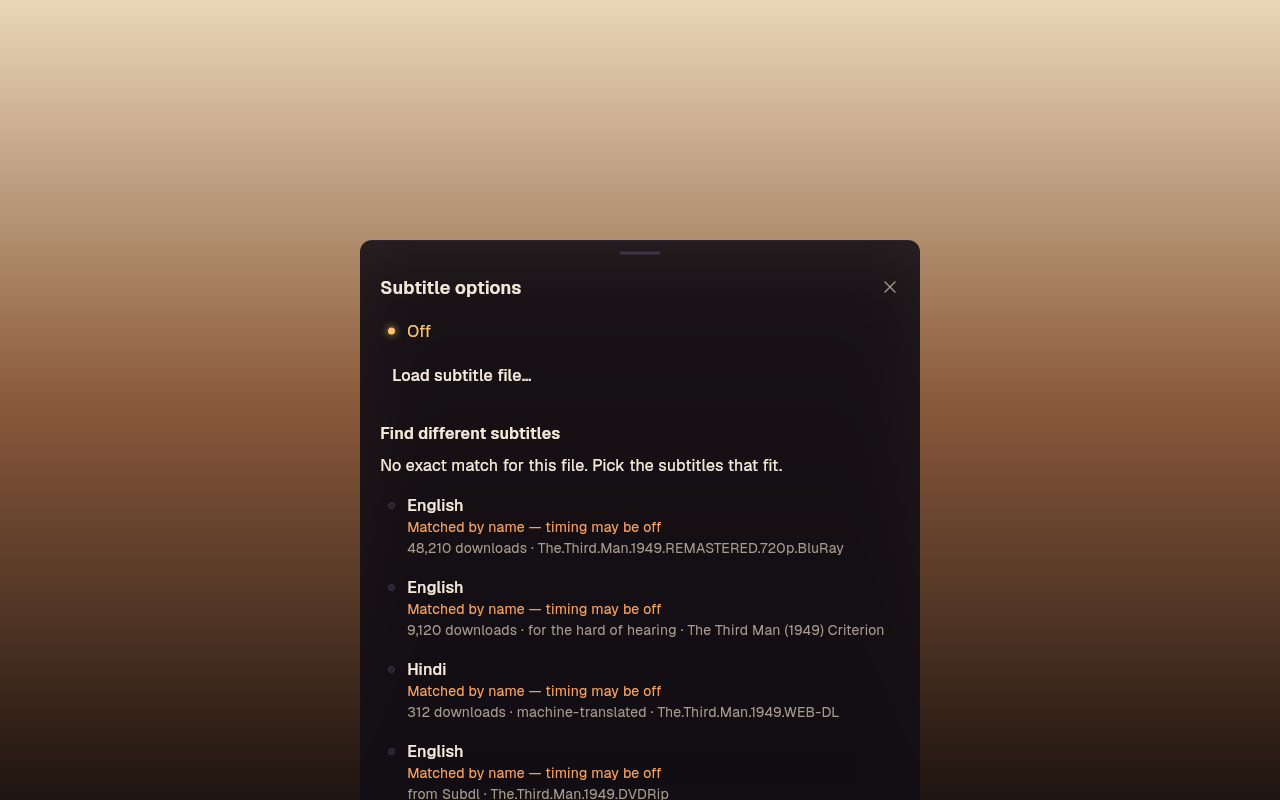 Subtitle options
Off
Load subtitle file…
Find different subtitles
No exact match for this file. Pick the subtitles that fit.
English
Matched by name — timing may be off
48,210 downloads · The.Third.Man.1949.REMASTERED.720p.BluRay
English
Matched by name — timing may be off
9,120 downloads · for the hard of hearing · The Third Man (1949) Criterion
Hindi
Matched by name — timing may be off
312 downloads · machine-translated · The.Third.Man.1949.WEB-DL
English
Matched by name — timing may be off
from Subdl · The.Third.Man.1949.DVDRip